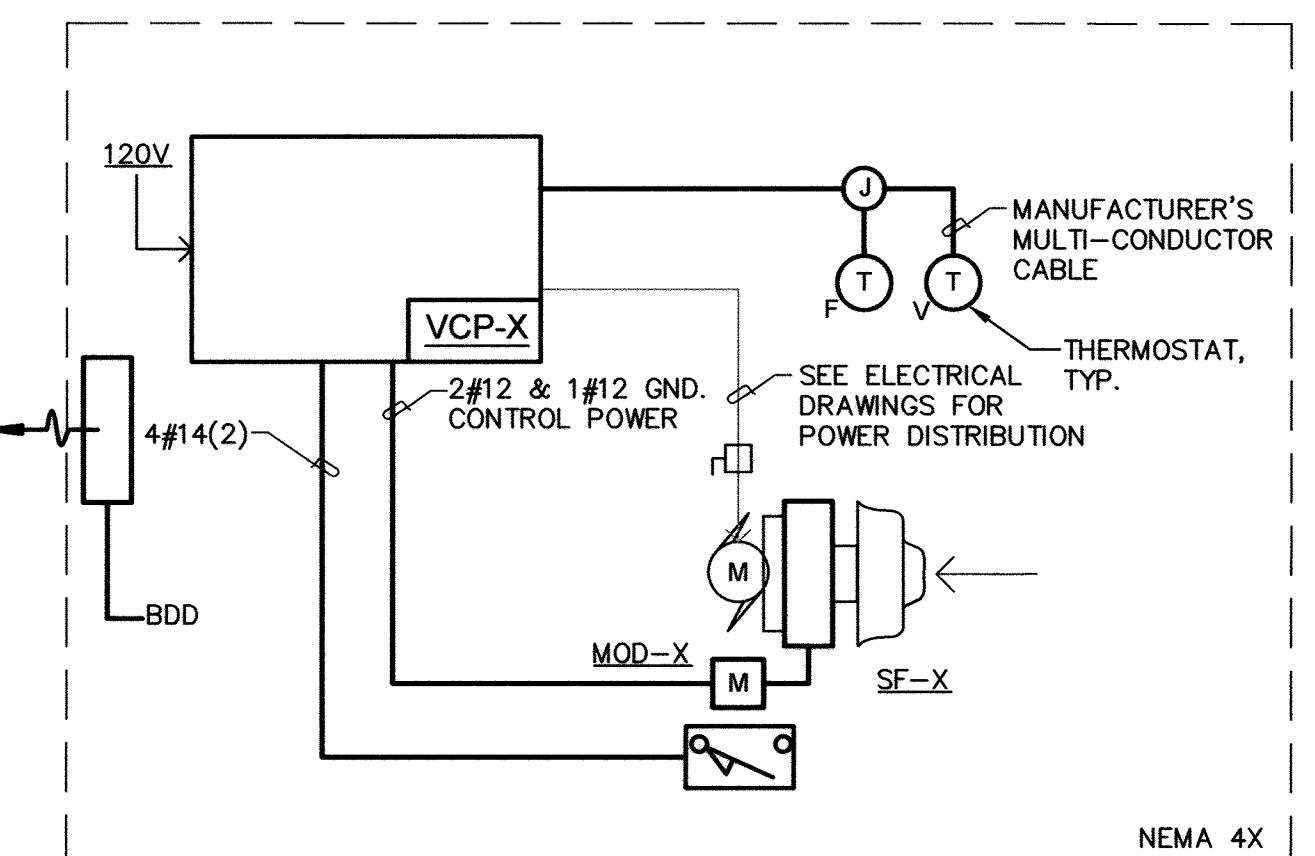 120V
J
MANUFACTURER'S
MULTI-CONDUCTOR
CABLE
T
T
F
V
VCP-X
THERMOSTAT,
TYP.
2#12 & 1#12 GND.
CONTROL POWER
SEE ELECTRICAL
DRAWINGS FOR
POWER DISTRIBUTION
4#14(2)
M
BDD
MOD-X
M
SF-X
NEMA 4X